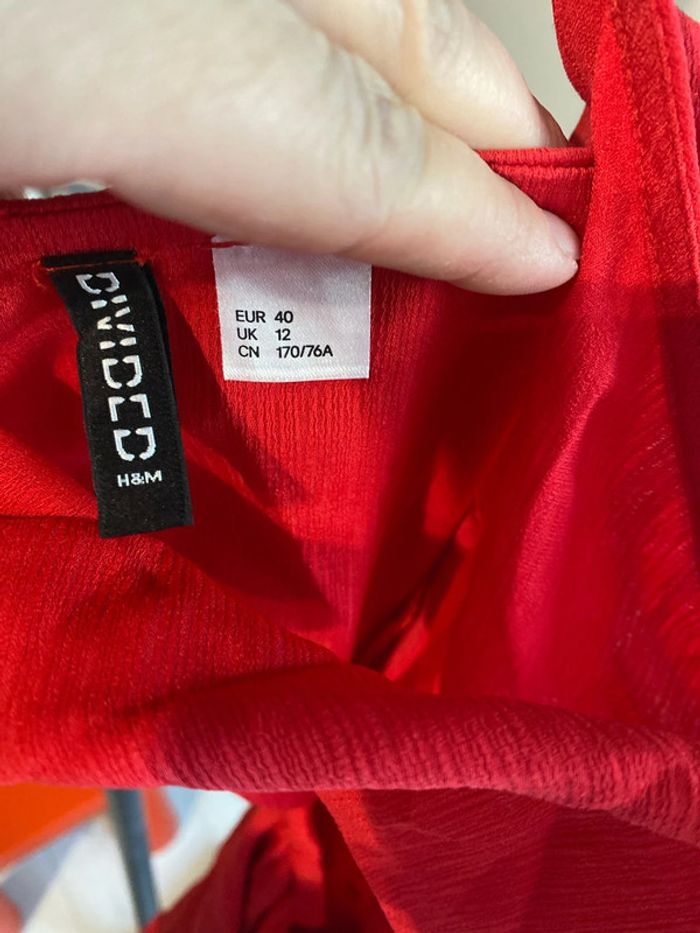 DIVIDED
H&M
EUR 40
UK 12
CN 170/76A